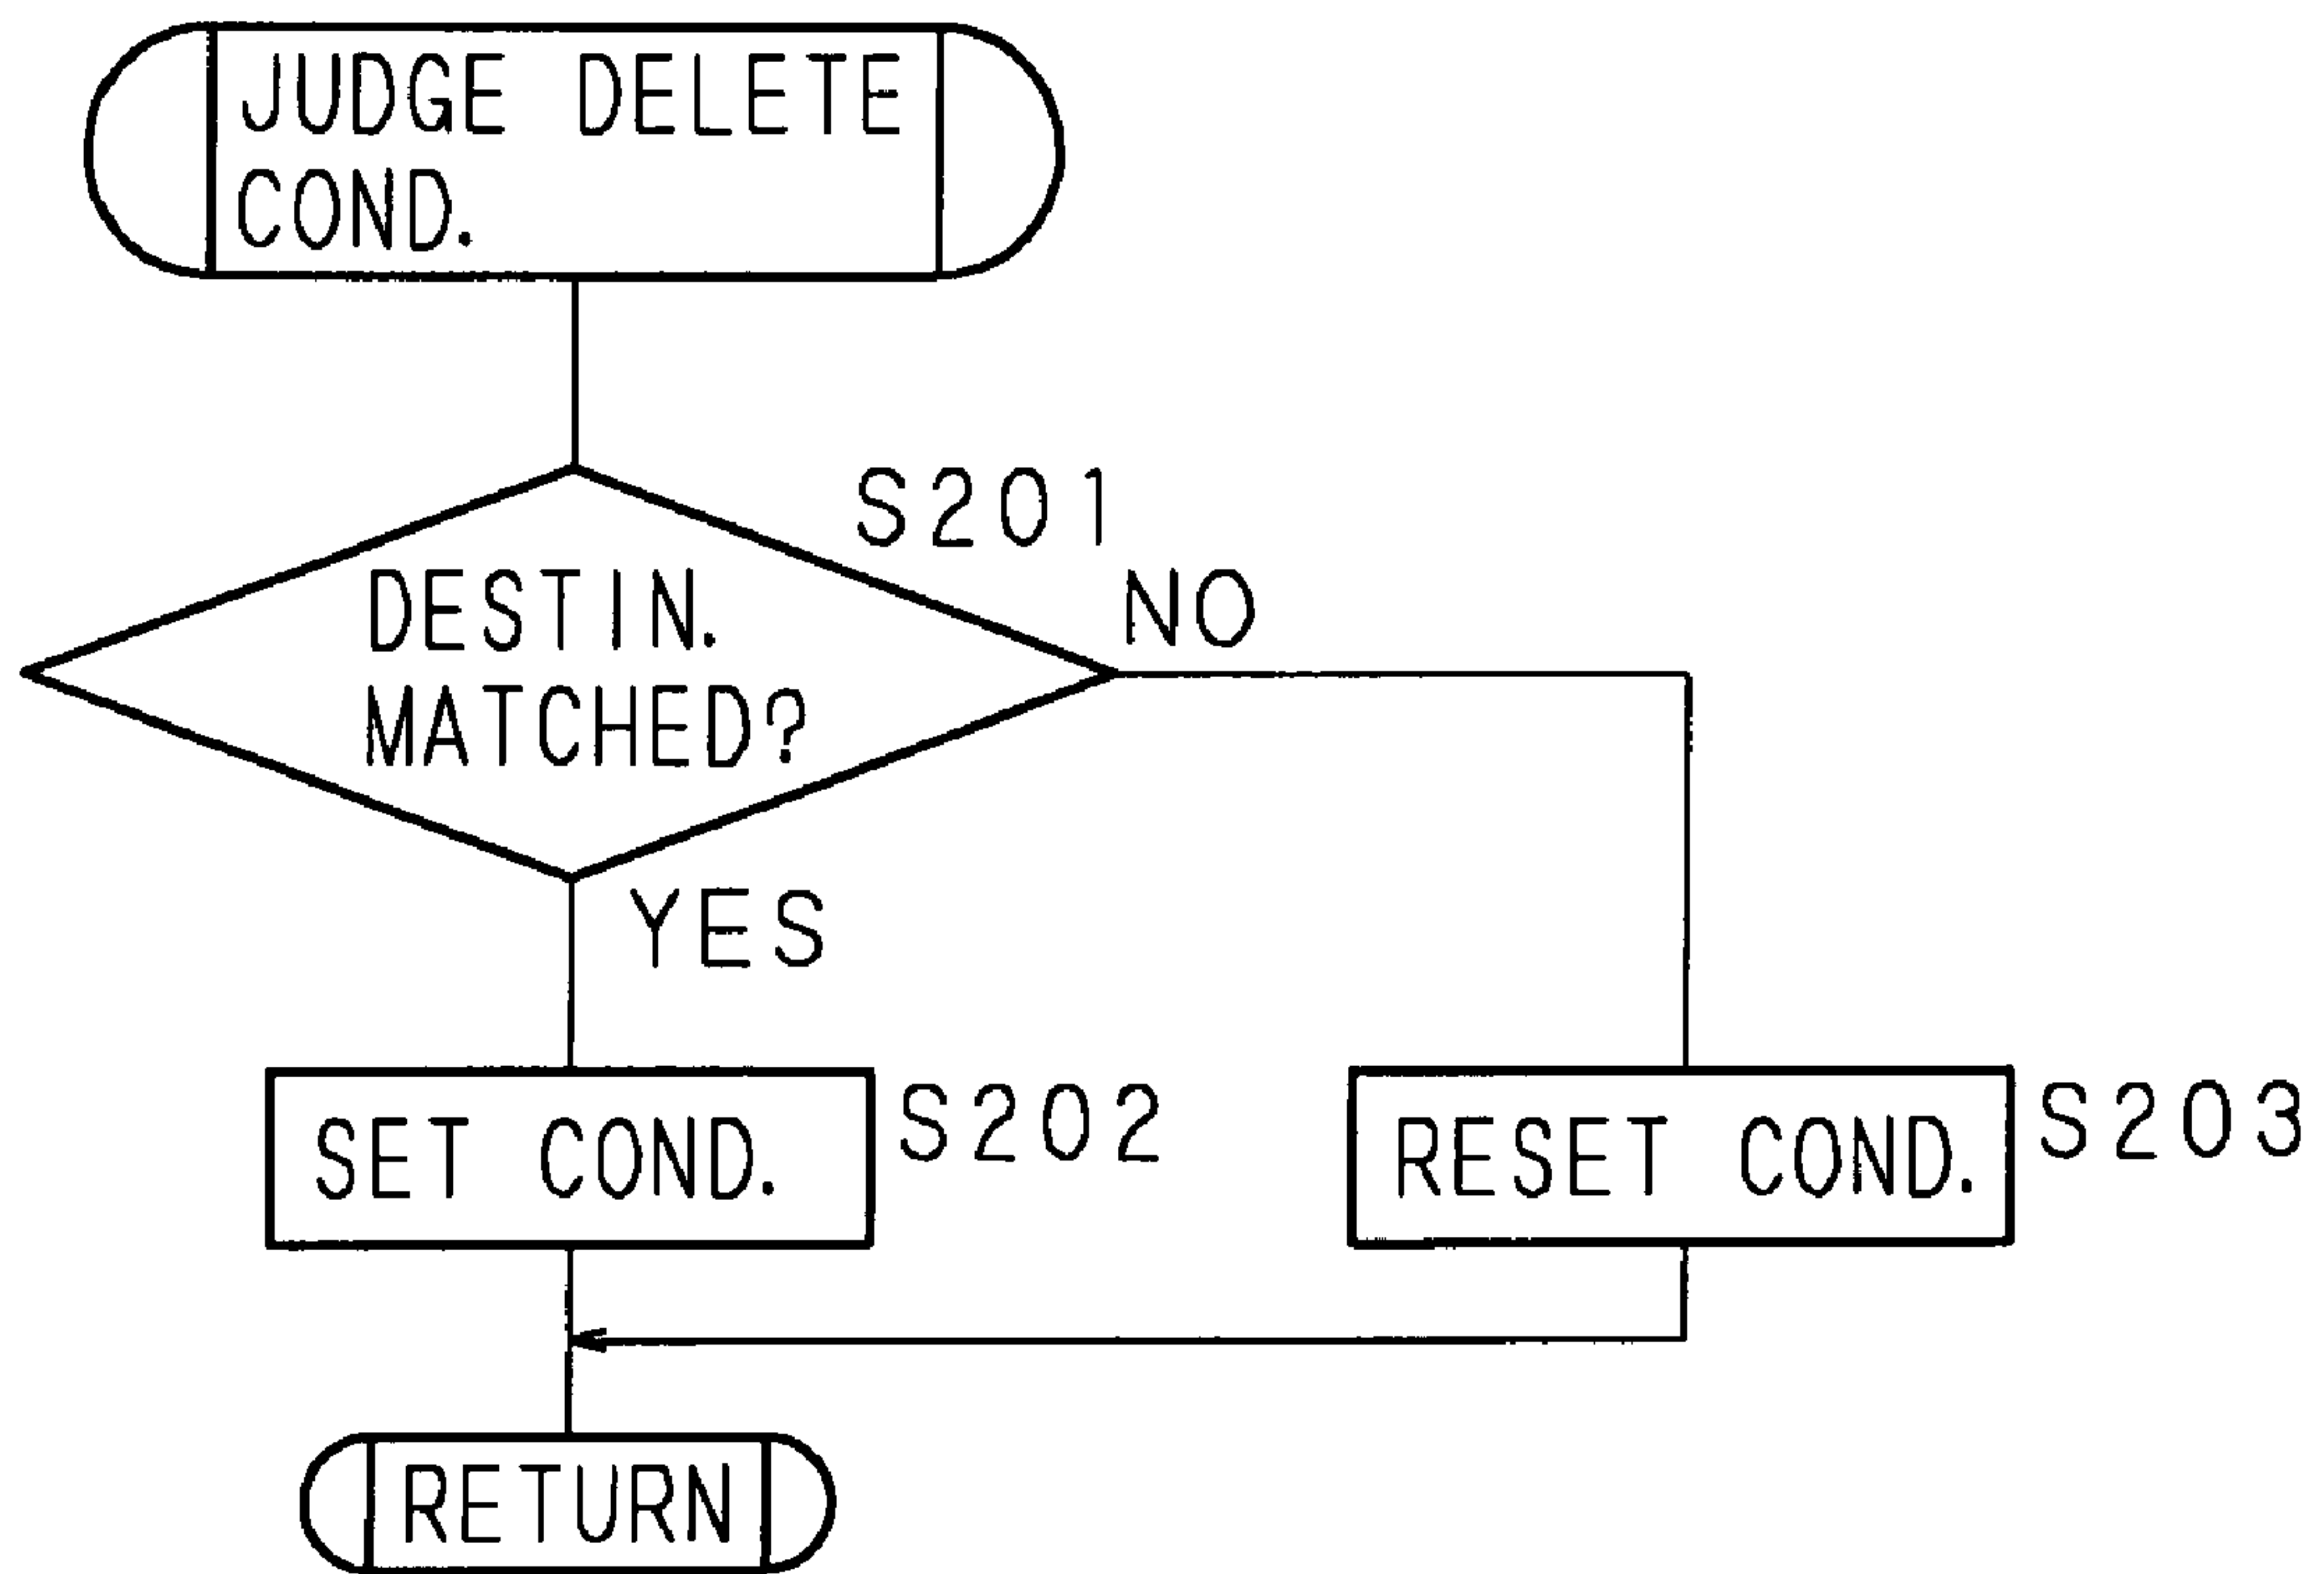 JUDGE DELETE
COND.
S201
DESTIN.
MATCHED?
NO
YES
SET COND.
S202
RESET COND.
S203
RETURN